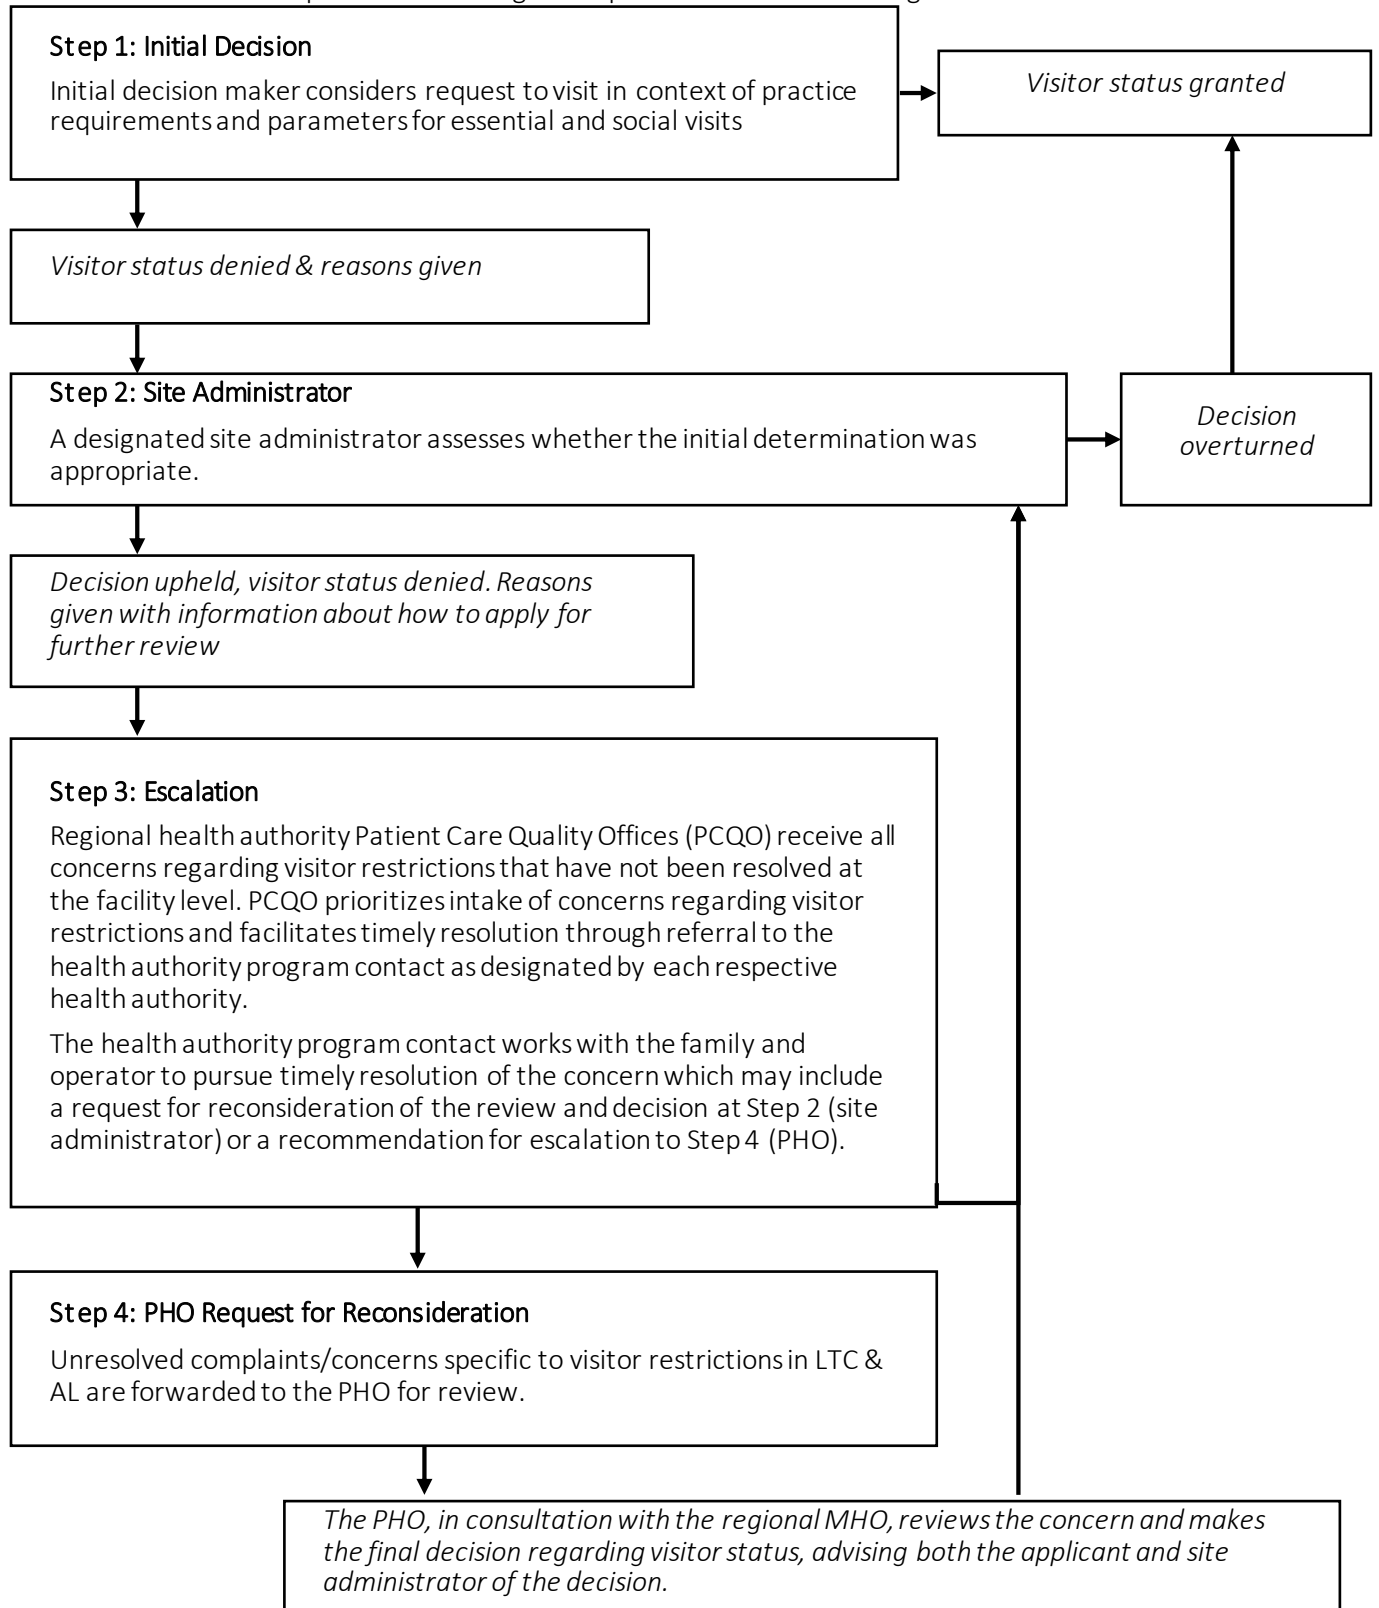 Step 1: Initial Decision
Initial decision maker considers request to visit in context of practice
requirements and parameters for essential and social visits
Visitor status granted
Visitor status denied & reasons given
Step 2: Site Administrator
A designated site administrator assesses whether the initial determination was
appropriate.
Decision
overturned
Decision upheld, visitor status denied. Reasons
given with information about how to apply for
further review
Step 3: Escalation
Regional health authority Patient Care Quality Offices (PCQO) receive all
concerns regarding visitor restrictions that have not been resolved at
the facility level. PCQO prioritizes intake of concerns regarding visitor
restrictions and facilitates timely resolution through referral to the
health authority program contact as designated by each respective
health authority.
The health authority program contact works with the family and
operator to pursue timely resolution of the concern which may include
a request for reconsideration of the review and decision at Step 2 (site
administrator) or a recommendation for escalation to Step 4 (PHO).
Step 4: PHO Request for Reconsideration
Unresolved complaints/concerns specific to visitor restrictions in LTC &
AL are forwarded to the PHO for review.
The PHO, in consultation with the regional MHO, reviews the concern and makes
the final decision regarding visitor status, advising both the applicant and site
administrator of the decision.